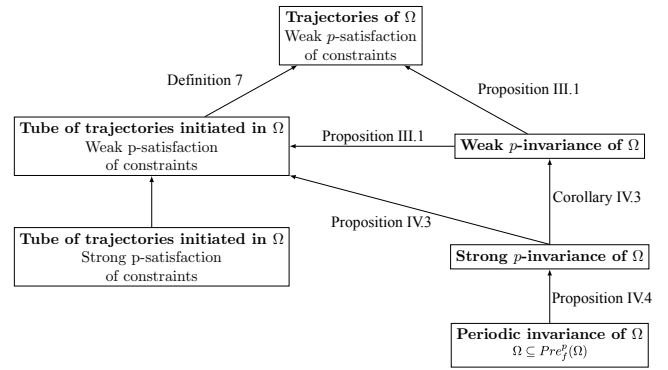 Trajectories of Ω
Weak p-satisfaction
of constraints
Definition 7
Proposition III.1
Tube of trajectories initiated in Ω
Weak p-satisfaction
of constraints
Proposition III.1
Weak p-invariance of Ω
Proposition IV.3
Corollary IV.3
Tube of trajectories initiated in Ω
Strong p-satisfaction
of constraints
Strong p-invariance of Ω
Proposition IV.4
Periodic invariance of Ω
Ω ⊆ Pre_f^p(Ω)